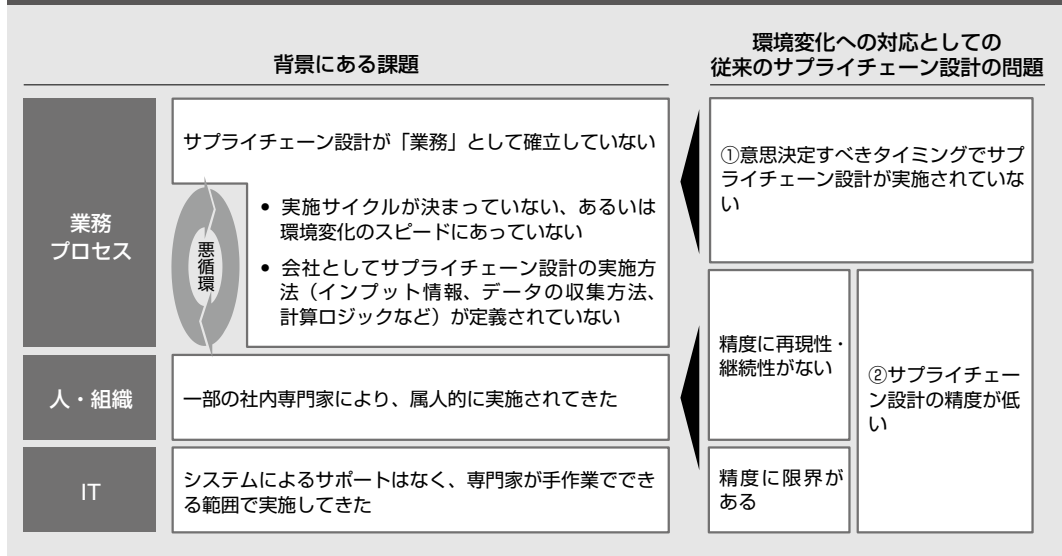 背景にある課題
環境変化への対応としての
従来のサプライチェーン設計の問題
業務
プロセス
サプライチェーン設計が「業務」として確立していない
悪循環
• 実施サイクルが決まっていない、あるいは
環境変化のスピードにあっていない
• 会社としてサプライチェーン設計の実施方
法（インプット情報、データの収集方法、
計算ロジックなど）が定義されていない
①意思決定すべきタイミングでサプ
ライチェーン設計が実施されていな
い
人・組織
一部の社内専門家により、属人的に実施されてきた
精度に再現性・
継続性がない
②サプライチェー
ン設計の精度が低
い
IT
システムによるサポートはなく、専門家が手作業ででき
る範囲で実施してきた
精度に限界が
ある